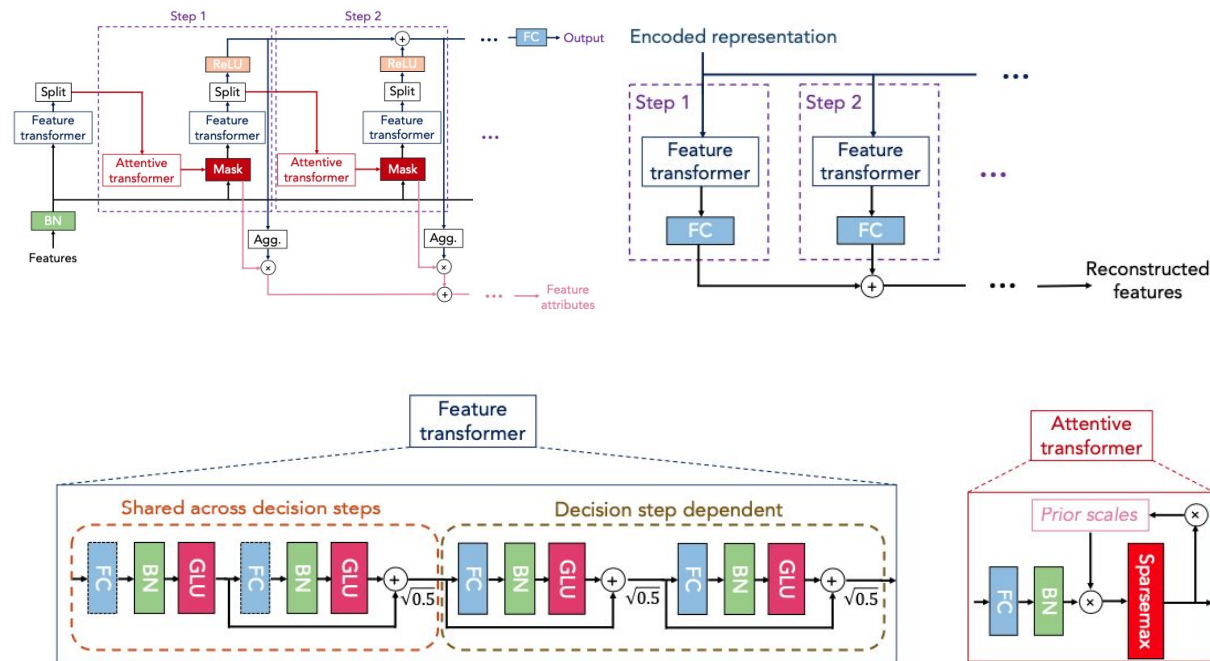 Step 1
Step 2
FC
Output
ReLU
ReLU
Split
Split
Split
Feature
transformer
Feature
transformer
Feature
transformer
...
Attentive
transformer
Mask
Attentive
transformer
Mask
BN
Features
Agg.
Agg.
×
×
+
+
...
...
Feature
attributes
Encoded representation
...
Step 1
Step 2
Feature
transformer
Feature
transformer
...
FC
FC
+
...
Reconstructed
features
Feature
transformer
Shared across decision steps
Decision step dependent
FC
BN
GLU
FC
BN
GLU
+
√0.5
FC
BN
GLU
+
√0.5
FC
BN
GLU
+
√0.5
Attentive
transformer
Prior scales
×
FC
BN
×
Sparsemax